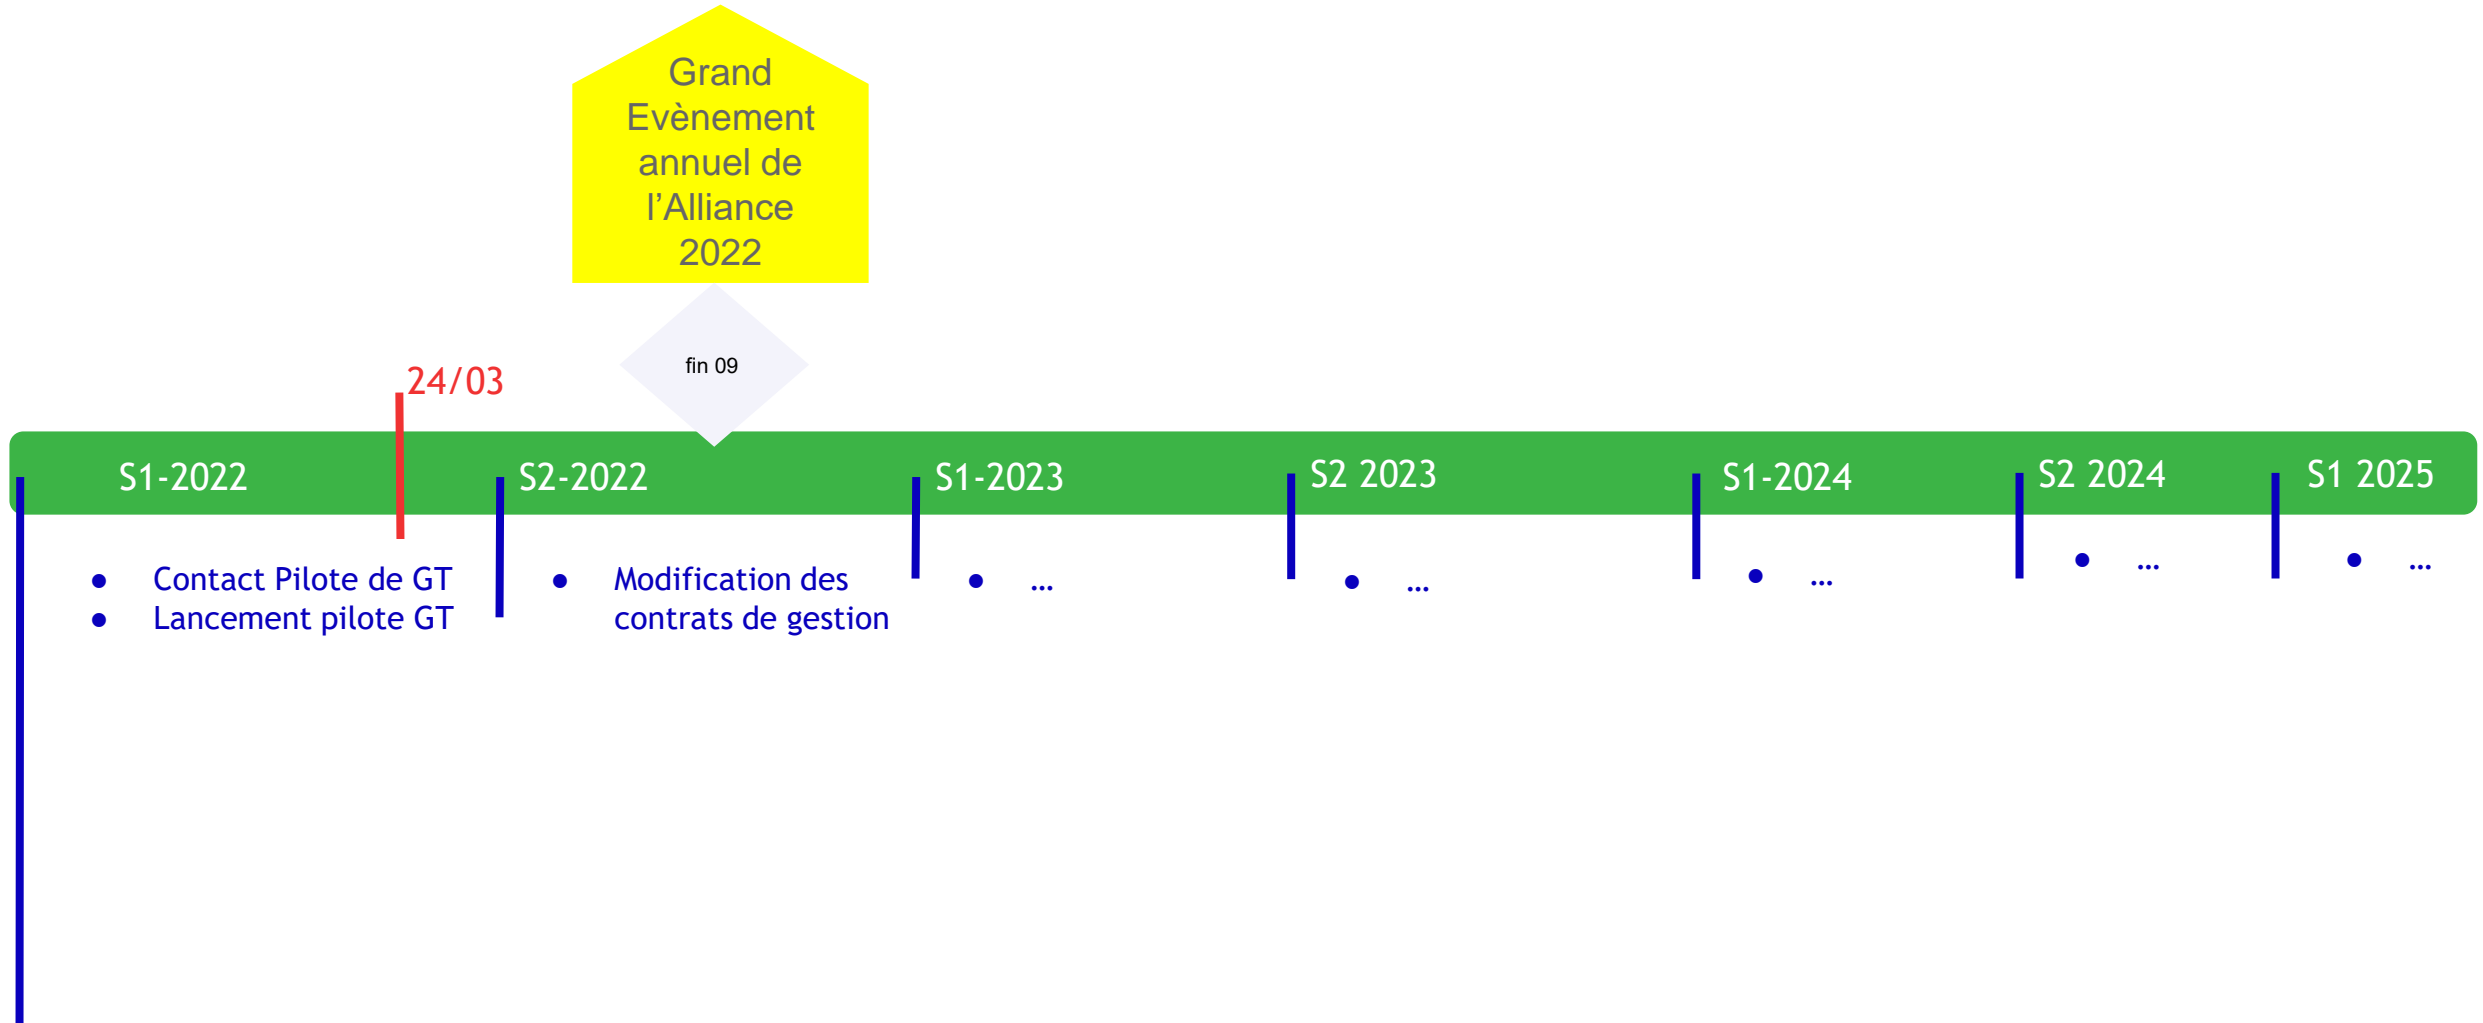 Grand
Evènement
annuel de
l’Alliance
2022
fin 09
24/03
S1-2022
S2-2022
S1-2023
S2 2023
S1-2024
S2 2024
S1 2025
● Contact Pilote de GT
● Lancement pilote GT
● Modification des
contrats de gestion
● ...
● ...
● ...
● ...
● ...